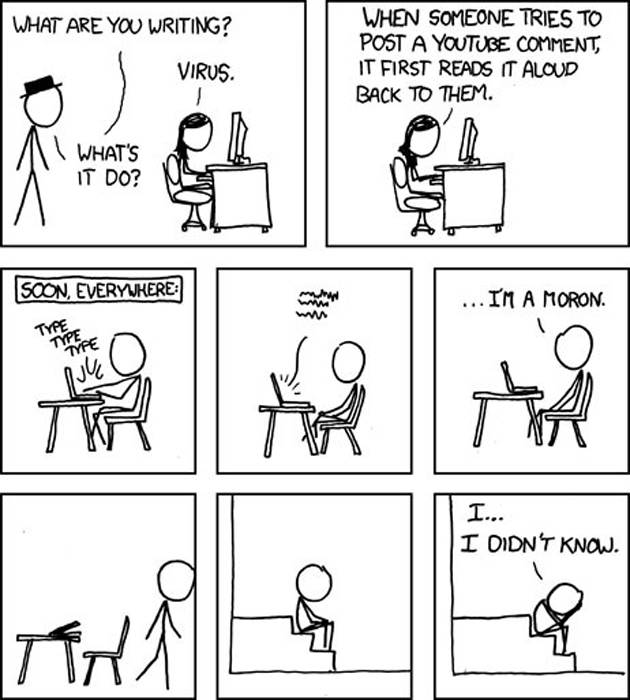 WHAT ARE YOU WRITING?
VIRUS.
WHAT'S
IT DO?
WHEN SOMEONE TRIES TO
POST A YOUTUBE COMMENT,
IT FIRST READS IT ALOUD
BACK TO THEM.
SOON, EVERYWHERE:
TYPE
TYPE
TYPE
...I'M A MORON.
I...
I DIDN'T KNOW.